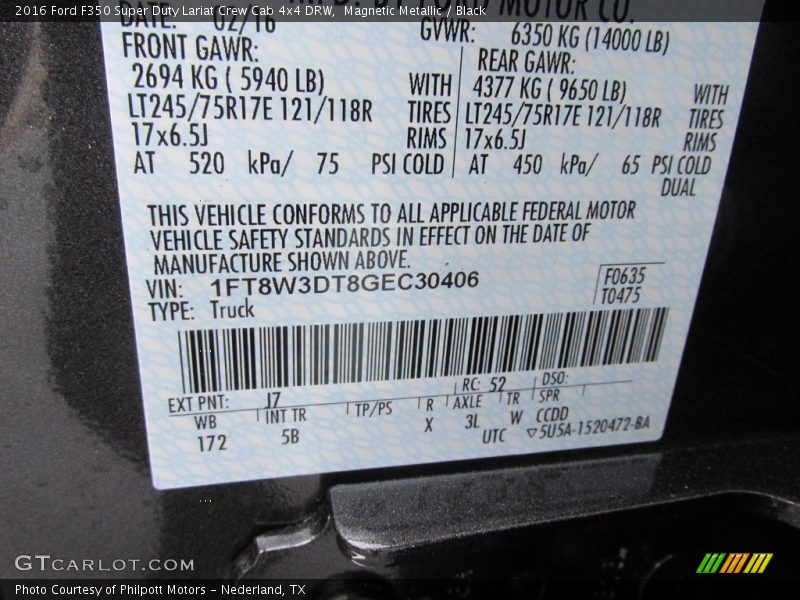 2016 Ford F350 Super Duty Lariat Crew Cab 4x4 DRW, Magnetic Metallic / Black
DATE: 02/16
MOTOR CO.
GVWR: 6350 KG (14000 LB)
FRONT GAWR:
2694 KG ( 5940 LB) WITH
LT245/75R17E 121/118R TIRES
17x6.5J RIMS
AT 520 kPa/ 75 PSI COLD
REAR GAWR:
4377 KG ( 9650 LB) WITH
LT245/75R17E 121/118R TIRES
17x6.5J RIMS
AT 450 kPa/ 65 PSI COLD
DUAL
THIS VEHICLE CONFORMS TO ALL APPLICABLE FEDERAL MOTOR
VEHICLE SAFETY STANDARDS IN EFFECT ON THE DATE OF
MANUFACTURE SHOWN ABOVE.
VIN: 1FT8W3DT8GEC30406
TYPE: Truck
F0635
T0475
EXT PNT: J7 RC: 52 DSO:
WB INT TR TP/PS R AXLE TR SPR
172 5B X 3L W CCDD
UTC ▽5U5A-1520472-BA
GTCARLOT.COM
Photo Courtesy of Philpott Motors - Nederland, TX